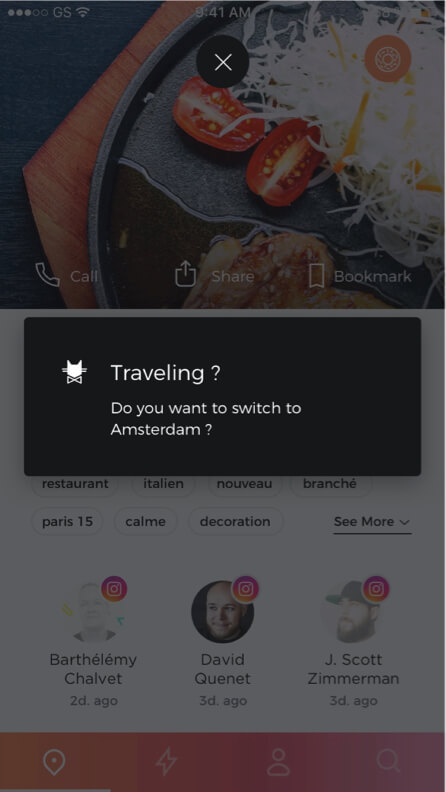 GS 9:41 AM
Call Share Bookmark
Traveling ?
Do you want to switch to
Amsterdam ?
restaurant italien nouveau branché
paris 15 calme decoration See More
Barthélémy David J. Scott
Chalvet Quenet Zimmerman
2d. ago 3d. ago 3d. ago